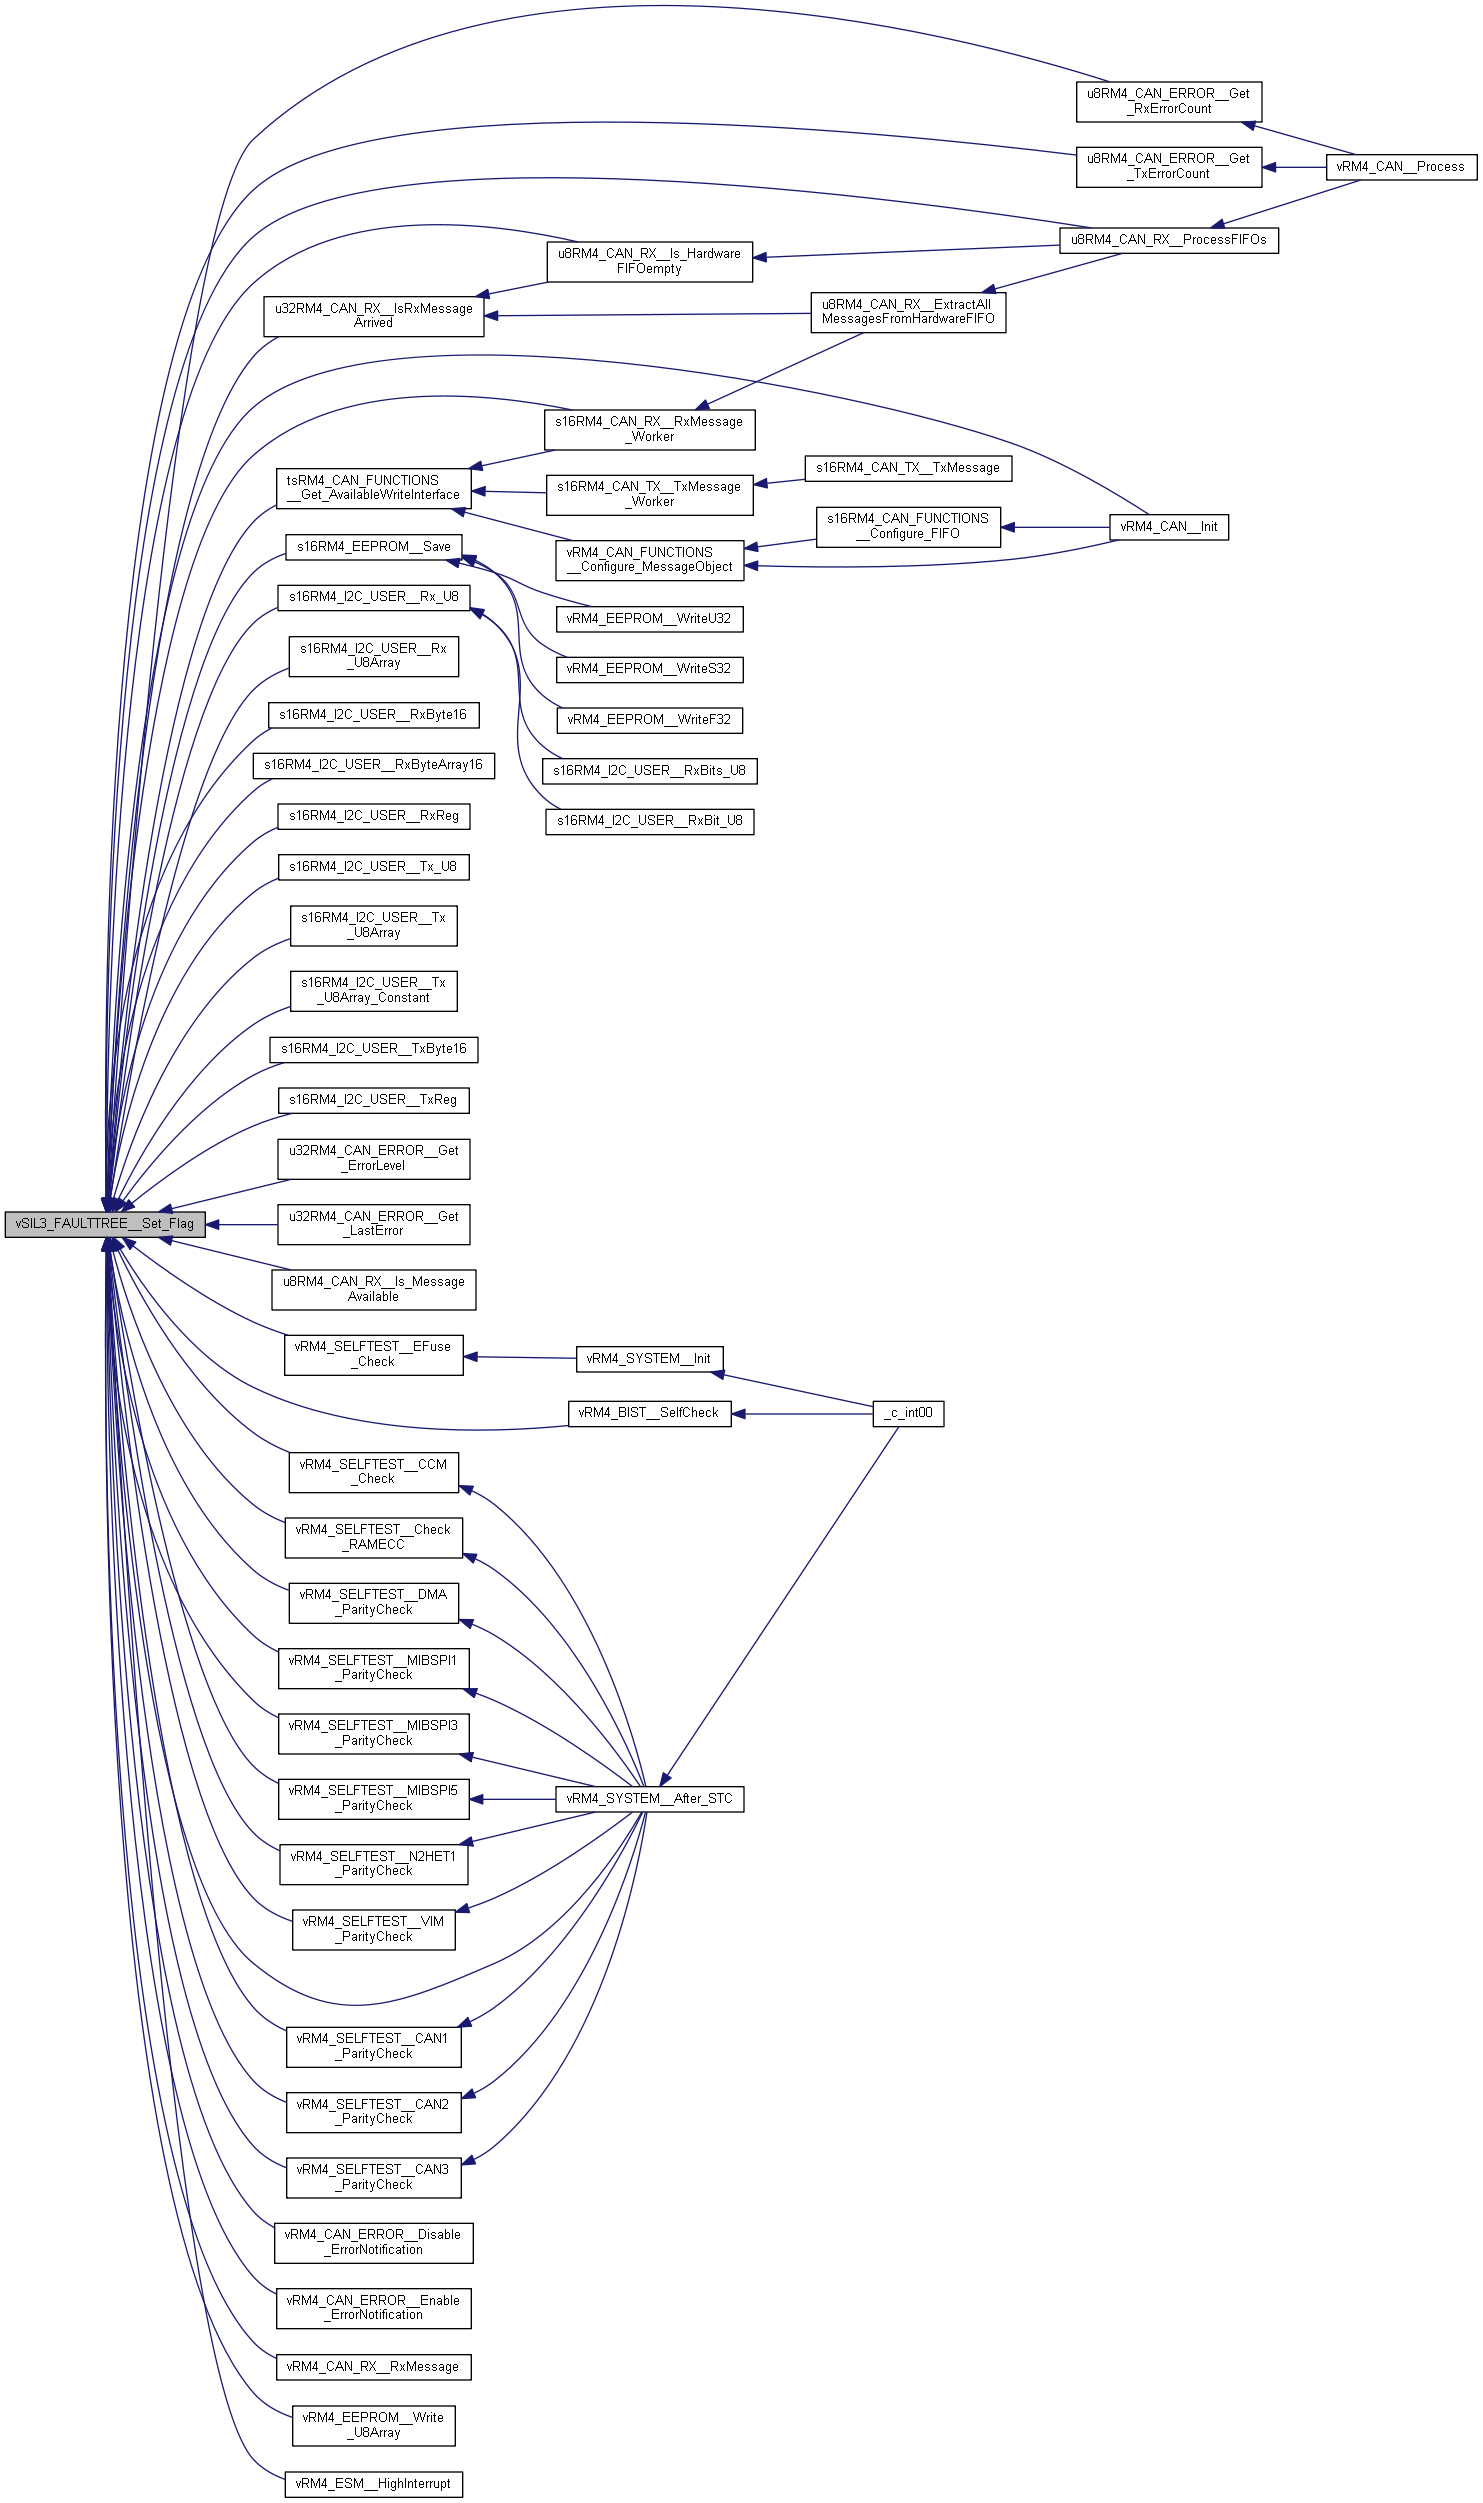 u8RM4_CAN_ERROR__Get
_RxErrorCount
u8RM4_CAN_ERROR__Get
_TxErrorCount
vRM4_CAN__Process
u8RM4_CAN_RX__ProcessFIFOs
u8RM4_CAN_RX__Is_Hardware
FIFOempty
u32RM4_CAN_RX__IsRxMessage
Arrived
u8RM4_CAN_RX__ExtractAll
MessagesFromHardwareFIFO
s16RM4_CAN_RX__RxMessage
_Worker
tsRM4_CAN_FUNCTIONS
__Get_AvailableWriteInterface
s16RM4_CAN_TX__TxMessage
_Worker
s16RM4_CAN_TX__TxMessage
s16RM4_CAN_FUNCTIONS
__Configure_FIFO
vRM4_CAN__Init
vRM4_CAN_FUNCTIONS
__Configure_MessageObject
s16RM4_EEPROM__Save
s16RM4_I2C_USER__Rx_U8
vRM4_EEPROM__WriteU32
s16RM4_I2C_USER__Rx
_U8Array
vRM4_EEPROM__WriteS32
s16RM4_I2C_USER__RxByte16
vRM4_EEPROM__WriteF32
s16RM4_I2C_USER__RxByteArray16
s16RM4_I2C_USER__RxBits_U8
s16RM4_I2C_USER__RxReg
s16RM4_I2C_USER__RxBit_U8
s16RM4_I2C_USER__Tx_U8
s16RM4_I2C_USER__Tx
_U8Array
s16RM4_I2C_USER__Tx
_U8Array_Constant
s16RM4_I2C_USER__TxByte16
s16RM4_I2C_USER__TxReg
u32RM4_CAN_ERROR__Get
_ErrorLevel
vSIL3_FAULTTREE__Set_Flag
u32RM4_CAN_ERROR__Get
_LastError
u8RM4_CAN_RX__Is_Message
Available
vRM4_SELFTEST__EFuse
_Check
vRM4_SYSTEM__Init
vRM4_BIST__SelfCheck
_c_int00
vRM4_SELFTEST__CCM
_Check
vRM4_SELFTEST__Check
_RAMECC
vRM4_SELFTEST__DMA
_ParityCheck
vRM4_SELFTEST__MIBSPI1
_ParityCheck
vRM4_SELFTEST__MIBSPI3
_ParityCheck
vRM4_SELFTEST__MIBSPI5
_ParityCheck
vRM4_SYSTEM__After_STC
vRM4_SELFTEST__N2HET1
_ParityCheck
vRM4_SELFTEST__VIM
_ParityCheck
vRM4_SELFTEST__CAN1
_ParityCheck
vRM4_SELFTEST__CAN2
_ParityCheck
vRM4_SELFTEST__CAN3
_ParityCheck
vRM4_CAN_ERROR__Disable
_ErrorNotification
vRM4_CAN_ERROR__Enable
_ErrorNotification
vRM4_CAN_RX__RxMessage
vRM4_EEPROM__Write
_U8Array
vRM4_ESM__HighInterrupt